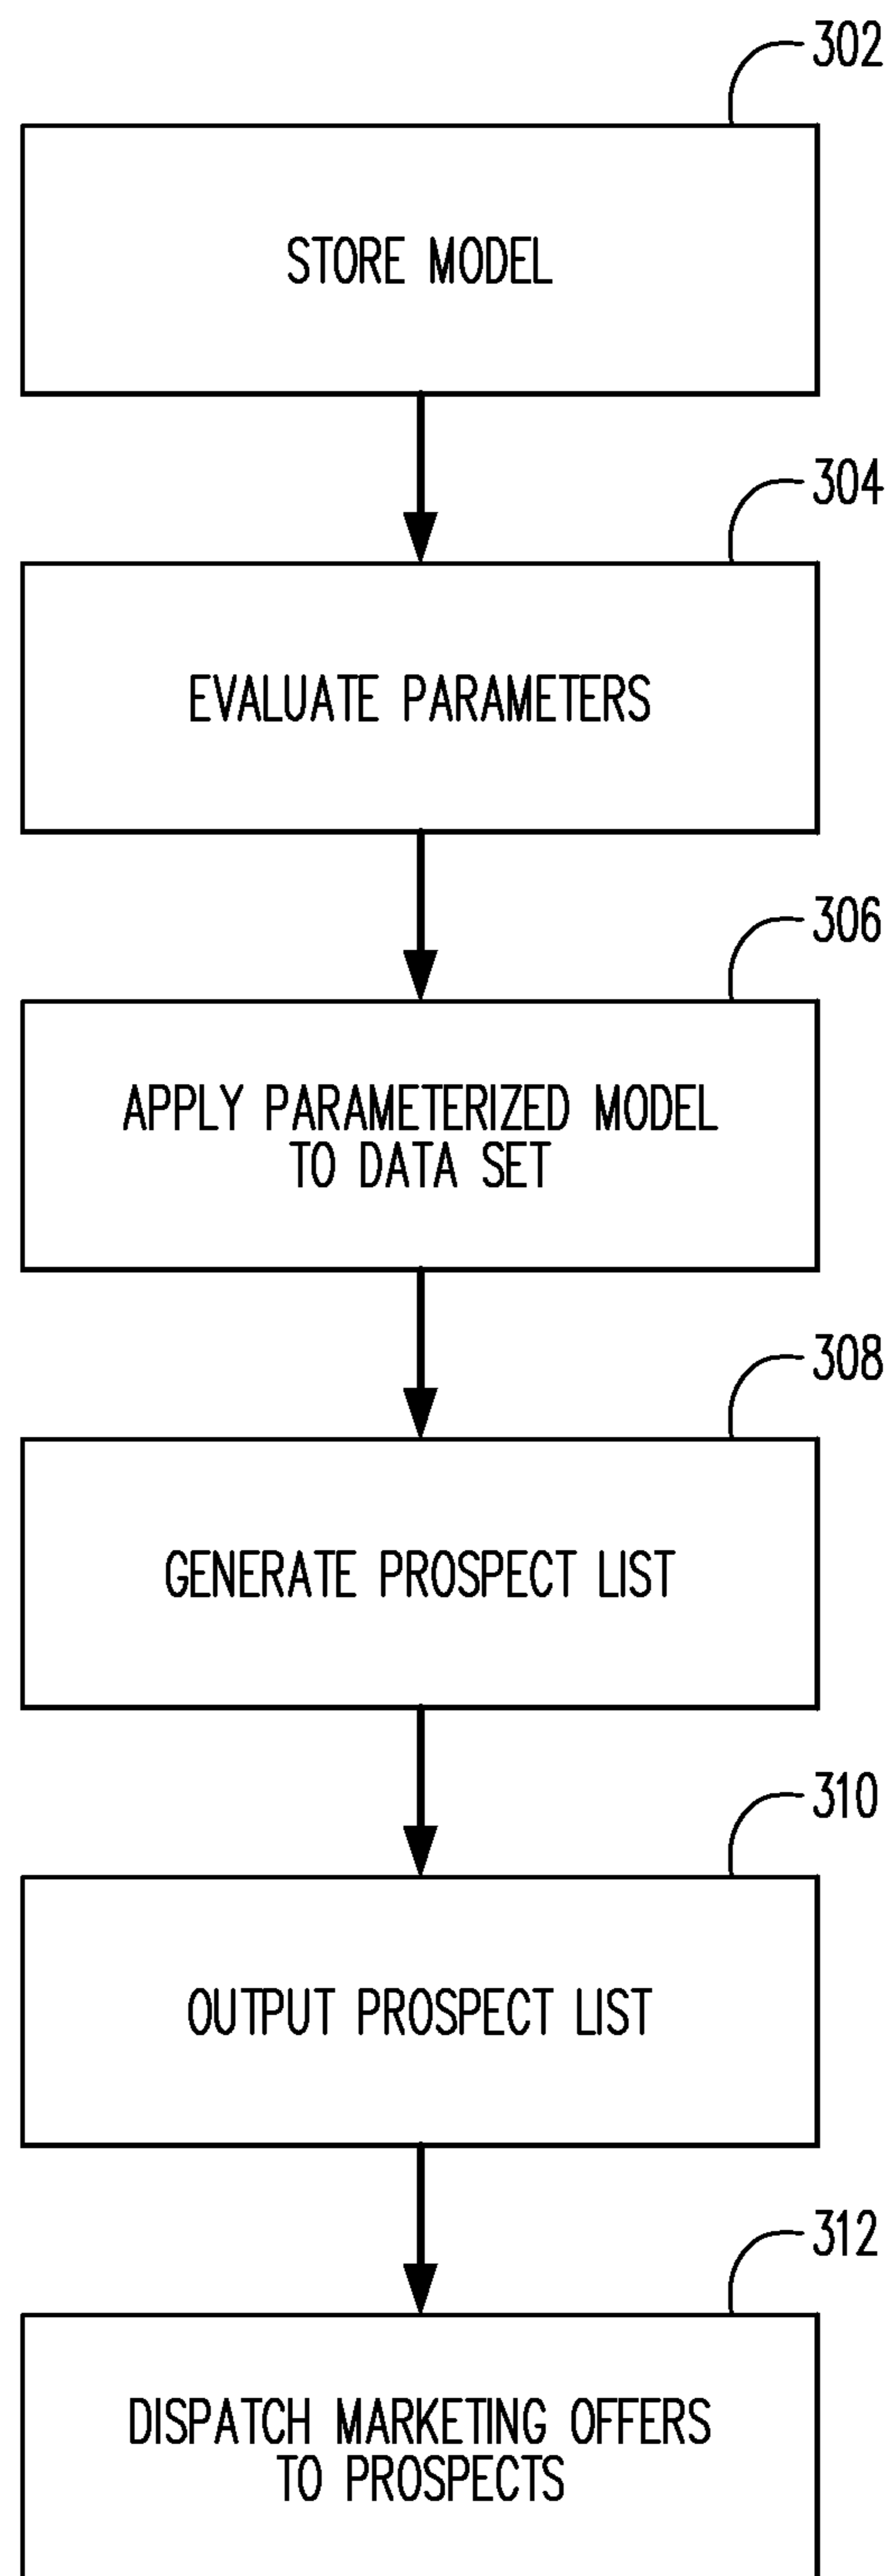 302
STORE MODEL
304
EVALUATE PARAMETERS
306
APPLY PARAMETERIZED MODEL
TO DATA SET
308
GENERATE PROSPECT LIST
310
OUTPUT PROSPECT LIST
312
DISPATCH MARKETING OFFERS
TO PROSPECTS